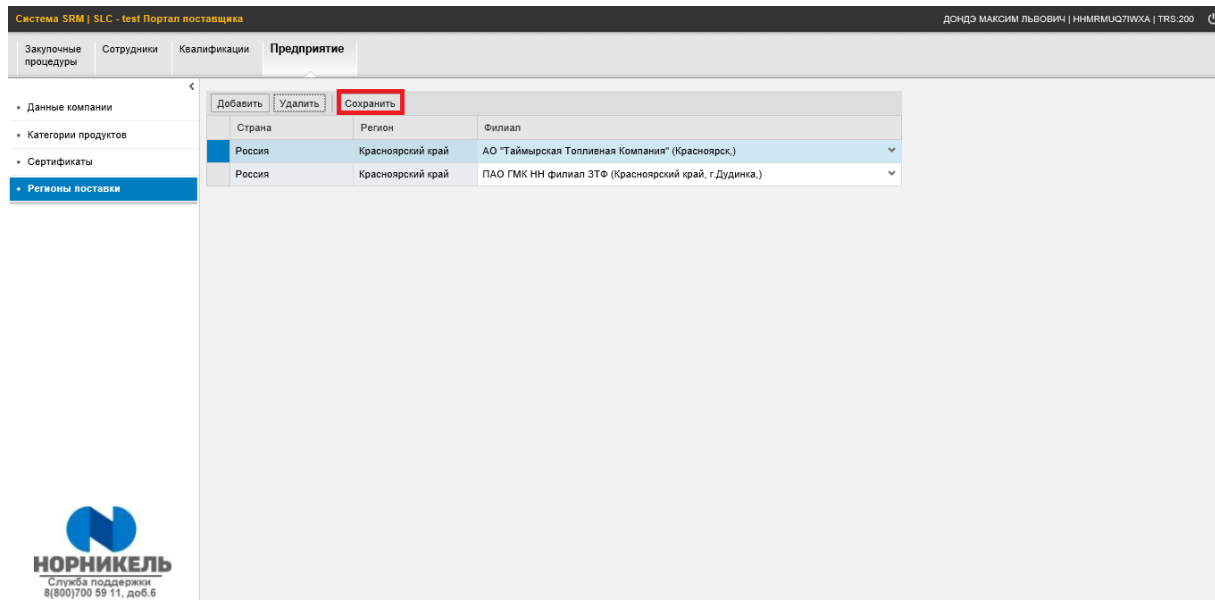 Система SRM | SLC - test Портал поставщика
ДОНДЭ МАКСИМ ЛЬВОВИЧ | HHMRMUQ7IWXA | TRS:200
Закупочные процедуры
Сотрудники
Квалификации
Предприятие
Данные компании
Категории продуктов
Сертификаты
Регионы поставки
Добавить Удалить Сохранить
Страна Регион Филиал
Россия Красноярский край АО "Таймырская Топливная Компания" (Красноярск,)
Россия Красноярский край ПАО ГМК НН филиал ЗТФ (Красноярский край, г.Дудинка,)
НОРНИКЕЛЬ
Служба поддержки
8(800)700 59 11, доб.6